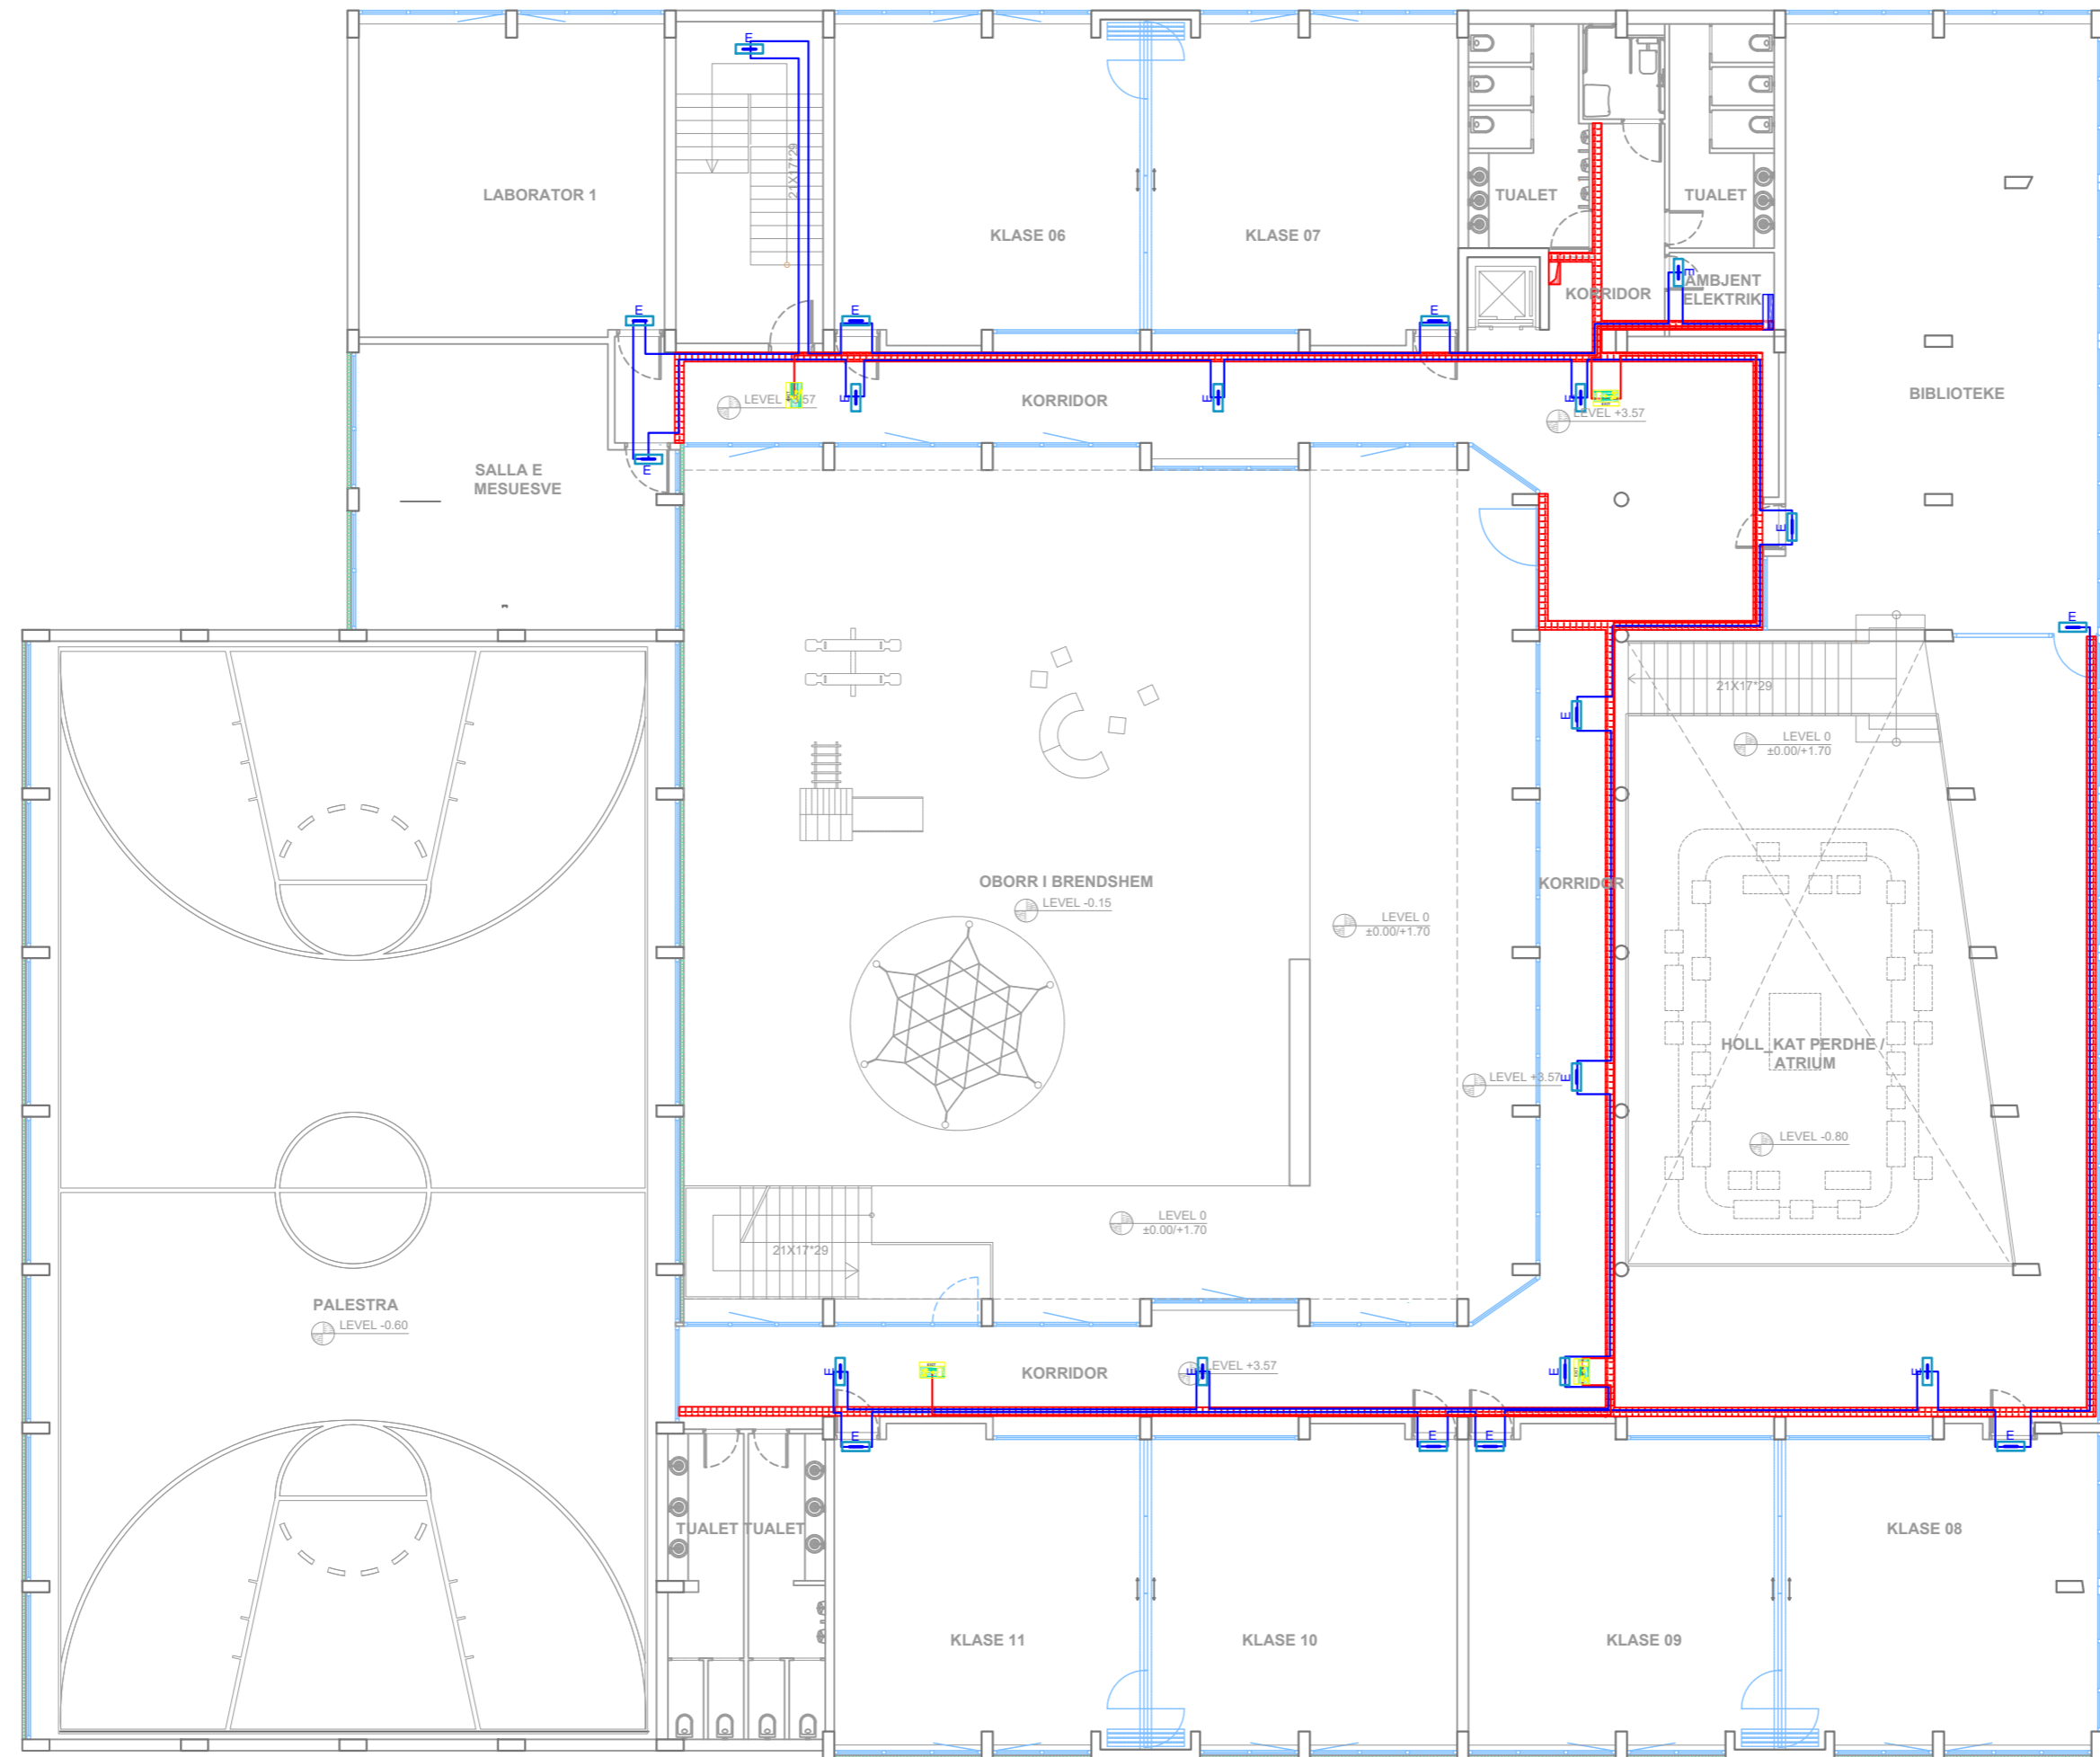 E
LABORATOR 1
21X17*29
KLASE 06
KLASE 07
TUALET
TUALET
KORRIDOR
AMBJENT
ELEKTRIK
E
E
E
E
E
LEVEL +3.57
E
KORRIDOR
E
E
LEVEL +3.57
BIBLIOTEKE
SALLA E
MESUESVE
E
E
E
21X17*29
E
LEVEL 0
±0.00/+1.70
OBORR I BRENDSHEM
LEVEL -0.15
KORRIDOR
LEVEL 0
±0.00/+1.70
HOLL_KAT PERDHE /
ATRIUM
LEVEL +3.57
E
LEVEL -0.80
LEVEL 0
±0.00/+1.70
21X17*29
PALESTRA
LEVEL -0.60
E
EXIT
KORRIDOR
E
LEVEL +3.57
E
E
E
E
E
E
TUALET
TUALET
KLASE 08
KLASE 11
KLASE 10
KLASE 09